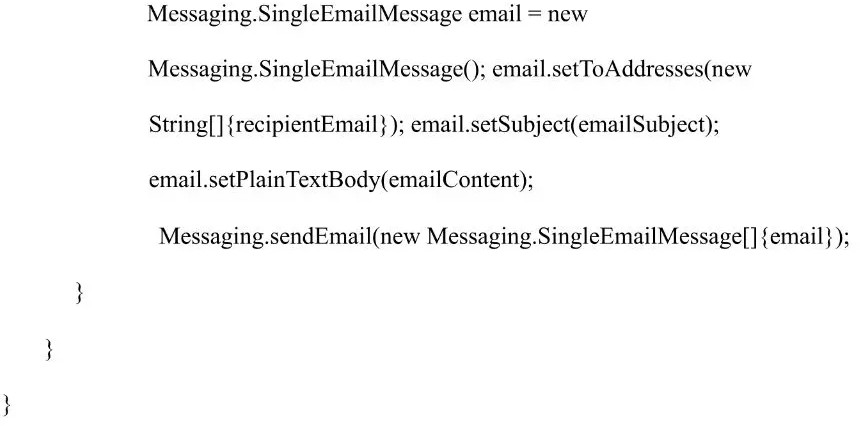 Messaging.SingleEmailMessage email = new
Messaging.SingleEmailMessage(); email.setToAddresses(new
String[]{recipientEmail}); email.setSubject(emailSubject);
email.setPlainTextBody(emailContent);
Messaging.sendEmail(new Messaging.SingleEmailMessage[]{email});
}
}
}